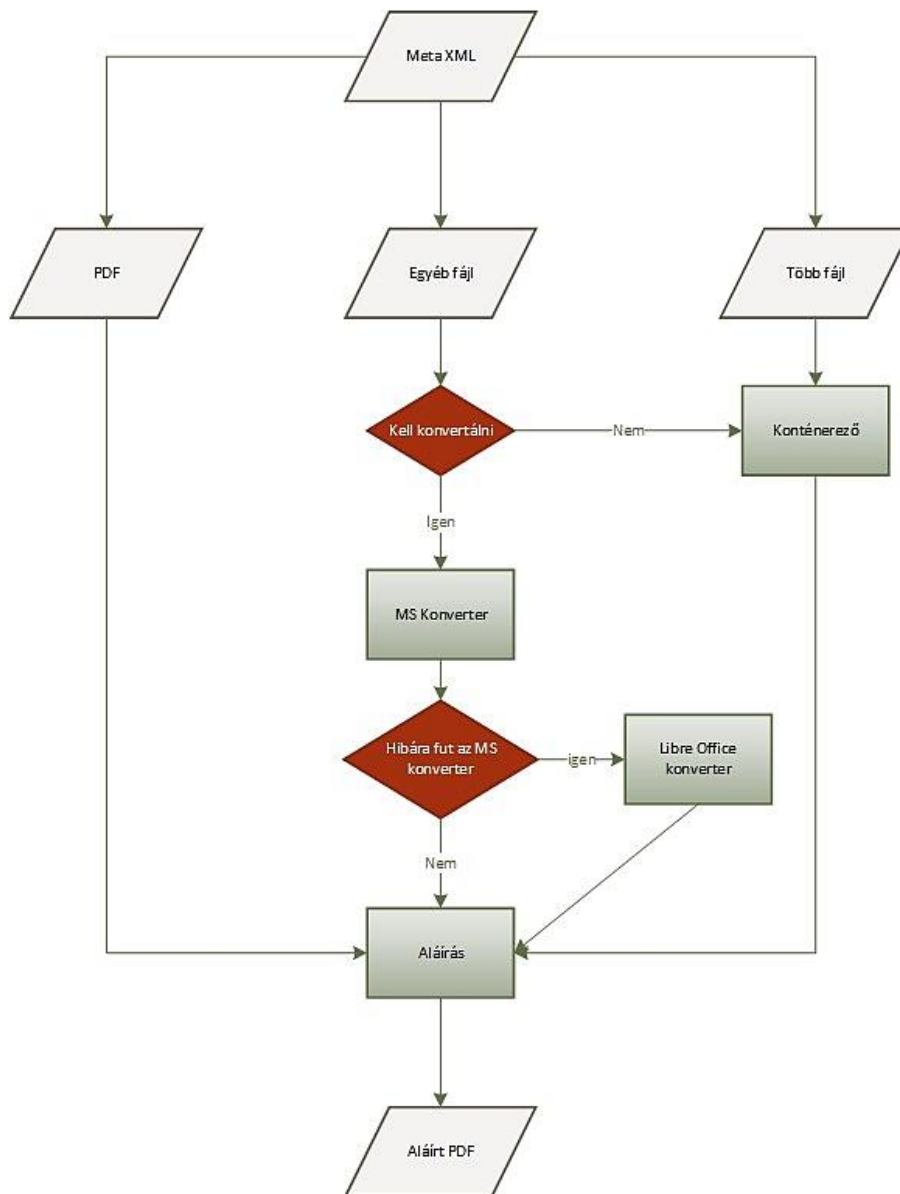 Meta XML
PDF
Egyéb fájl
Több fájl
Kell konvertálni
Nem
Konténerező
Igen
MS Konverter
Hibára fut az MS
konverter
igen
Libre Office
konverter
Nem
Aláírás
Aláírt PDF